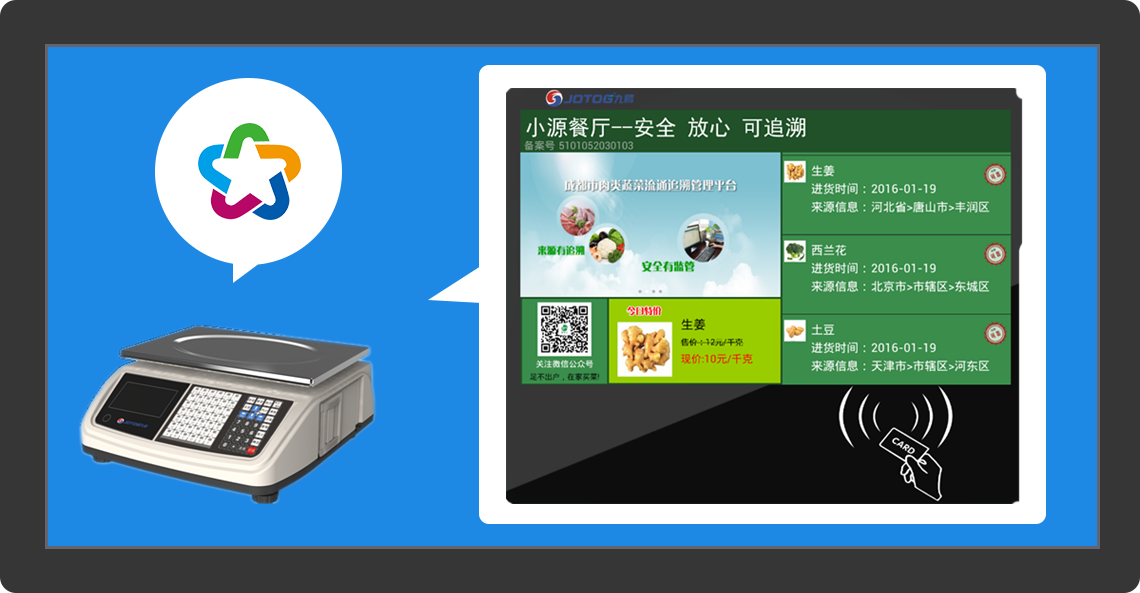 JOTOG九熙
小源餐厅--安全 放心 可追溯
备案号 5101052030103
成都市肉类蔬菜流通追溯管理平台
来源有追溯
安全有监管
关注微信公众号
足不出户，在家买菜!
今日特价
生姜
售价：12元/千克
现价:10元/千克
生姜
进货时间：2016-01-19
来源信息：河北省>唐山市>丰润区
西兰花
进货时间：2016-01-19
来源信息：北京市>市辖区>东城区
土豆
进货时间：2016-01-19
来源信息：天津市>市辖区>河东区
CARD